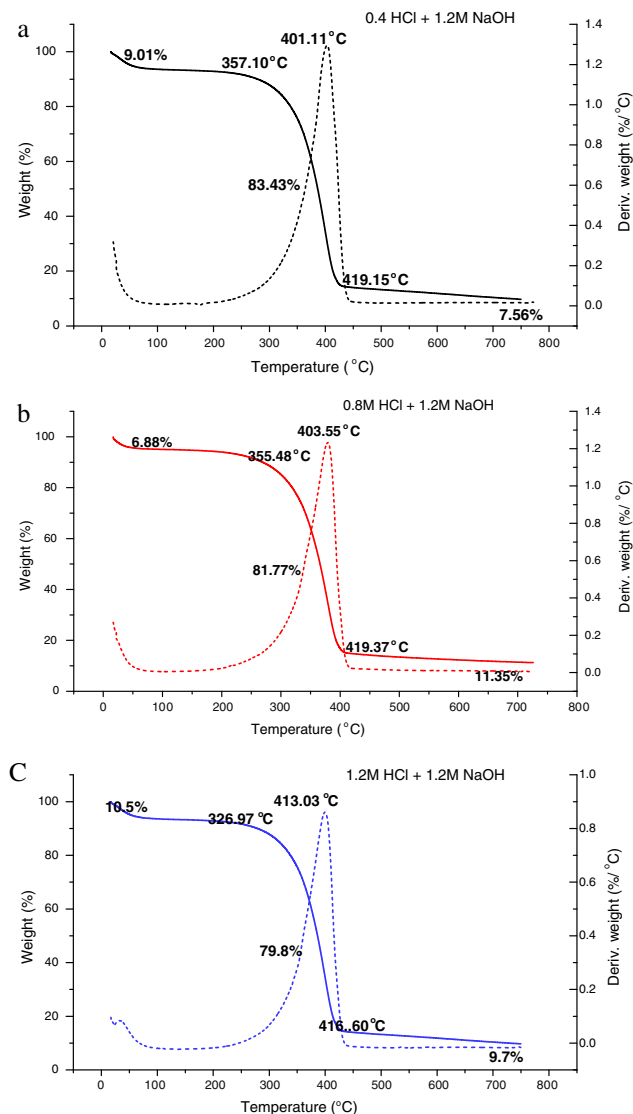 a
0.4 HCl + 1.2M NaOH
401.11°C
9.01%
357.10°C
83.43%
419.15°C
7.56%
Weight (%)
100
80
60
40
20
0
Deriv. weight (%/°C)
1.4
1.2
1.0
0.8
0.6
0.4
0.2
0.0
0 100 200 300 400 500 600 700 800
Temperature (°C)
b
0.8M HCl + 1.2M NaOH
403.55°C
6.88%
355.48°C
81.77%
419.37°C
11.35%
Weight (%)
100
80
60
40
20
0
Deriv. weight (%/°C)
1.4
1.2
1.0
0.8
0.6
0.4
0.2
0.0
0 100 200 300 400 500 600 700 800
Temperature (°C)
C
1.2M HCl + 1.2M NaOH
413.03°C
10.5%
326.97°C
79.8%
416..60°C
9.7%
Weight (%)
100
80
60
40
20
0
Deriv. weight (%/°C)
1.0
0.8
0.6
0.4
0.2
0.0
0 100 200 300 400 500 600 700 800
Temperature (°C)